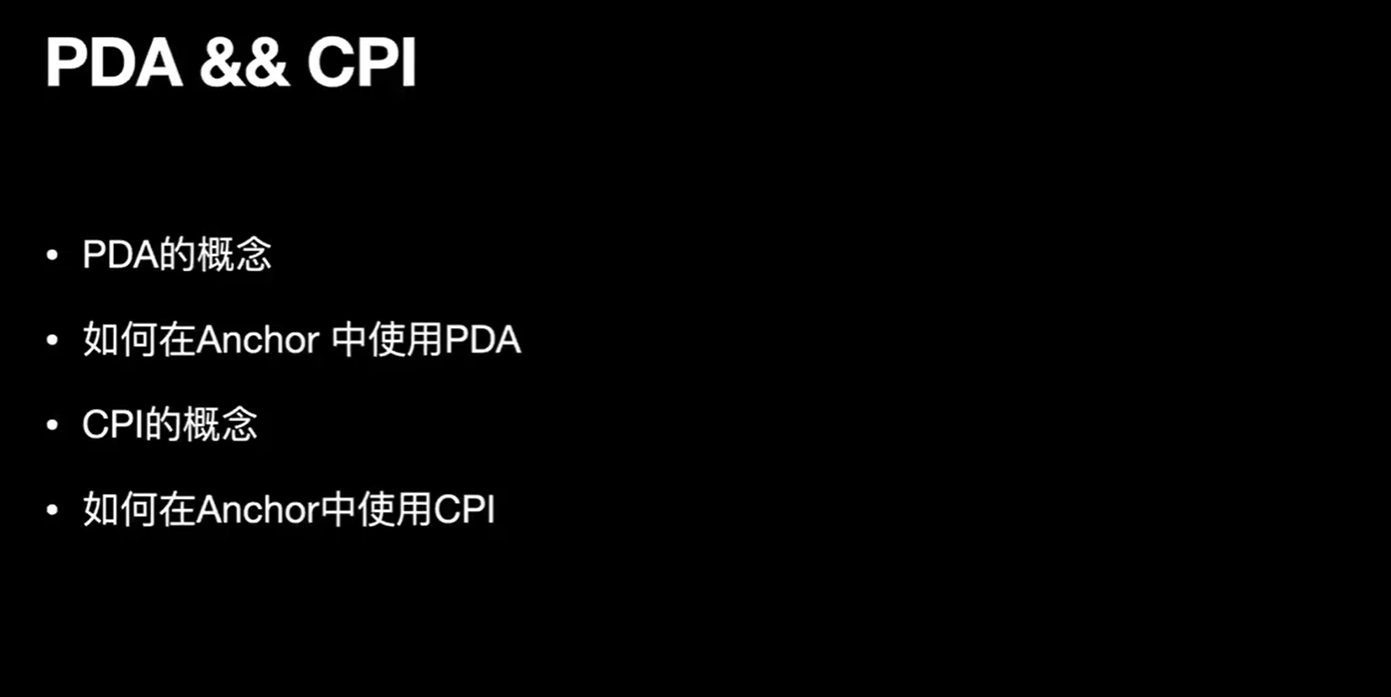 PDA && CPI
• PDA的概念
• 如何在Anchor 中使用PDA
• CPI的概念
• 如何在Anchor中使用CPI